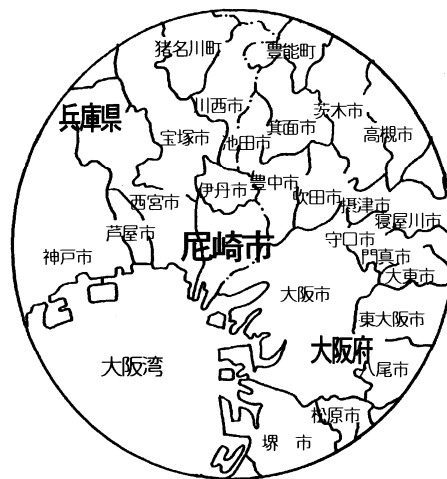 猪名川町
豊能町
川西市
茨木市
兵庫県
宝塚市
池田市
箕面市
高槻市
伊丹市
豊中市
吹田市
摂津市
西宮市
寝屋川市
芦屋市
尼崎市
守口市
門真市
神戸市
大東市
大阪市
東大阪市
大阪府
大阪湾
八尾市
松原市
堺 市